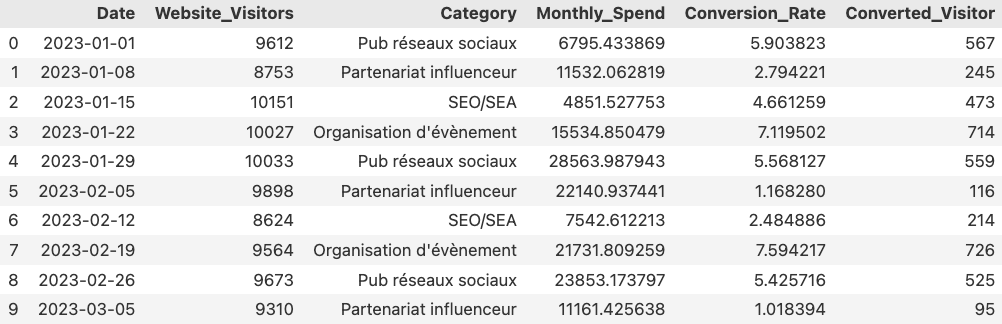 Date Website_Visitors Category Monthly_Spend Conversion_Rate Converted_Visitor
0 2023-01-01 9612 Pub réseaux sociaux 6795.433869 5.903823 567
1 2023-01-08 8753 Partenariat influenceur 11532.062819 2.794221 245
2 2023-01-15 10151 SEO/SEA 4851.527753 4.661259 473
3 2023-01-22 10027 Organisation d'évènement 15534.850479 7.119502 714
4 2023-01-29 10033 Pub réseaux sociaux 28563.987943 5.568127 559
5 2023-02-05 9898 Partenariat influenceur 22140.937441 1.168280 116
6 2023-02-12 8624 SEO/SEA 7542.612213 2.484886 214
7 2023-02-19 9564 Organisation d'évènement 21731.809259 7.594217 726
8 2023-02-26 9673 Pub réseaux sociaux 23853.173797 5.425716 525
9 2023-03-05 9310 Partenariat influenceur 11161.425638 1.018394 95